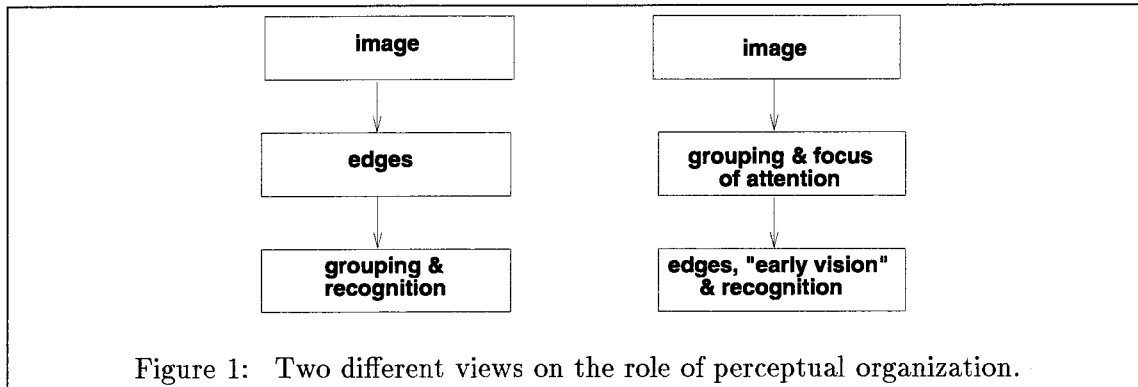 image
edges
grouping &
recognition
image
grouping & focus
of attention
edges, "early vision"
& recognition
Figure 1: Two different views on the role of perceptual organization.